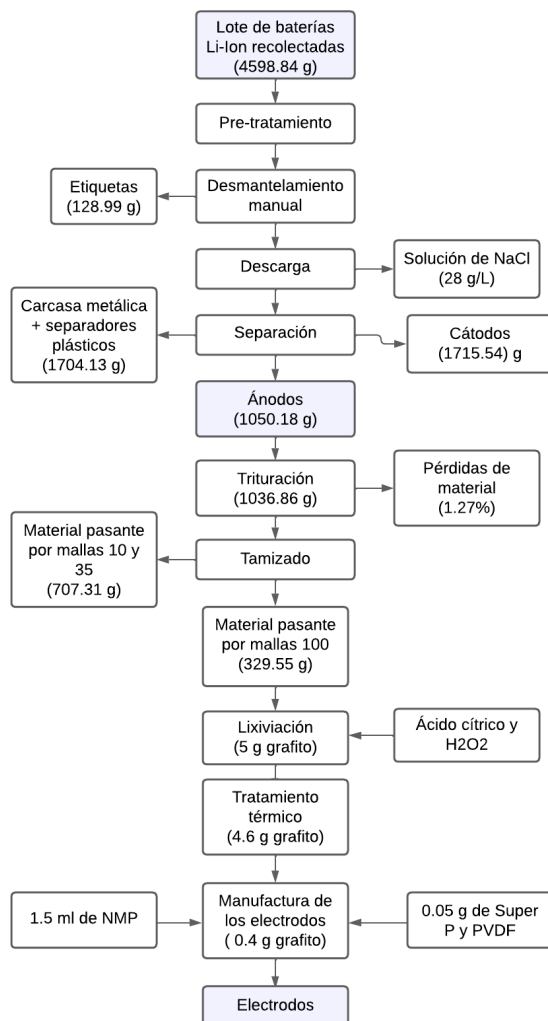 Lote de baterías
Li-Ion recolectadas
(4598.84 g)
Pre-tratamiento
Etiquetas
(128.99 g)
Desmantelamiento
manual
Descarga
Solución de NaCl
(28 g/L)
Carcasa metálica
+ separadores
plásticos
(1704.13 g)
Separación
Cátodos
(1715.54) g
Ánodos
(1050.18 g)
Trituración
(1036.86 g)
Pérdidas de
material
(1.27%)
Material pasante
por mallas 10 y
35
(707.31 g)
Tamizado
Material pasante
por mallas 100
(329.55 g)
Lixiviación
(5 g grafito)
Ácido cítrico y
H2O2
Tratamiento
térmico
(4.6 g grafito)
1.5 ml de NMP
Manufactura de
los electrodos
( 0.4 g grafito)
0.05 g de Super
P y PVDF
Electrodos